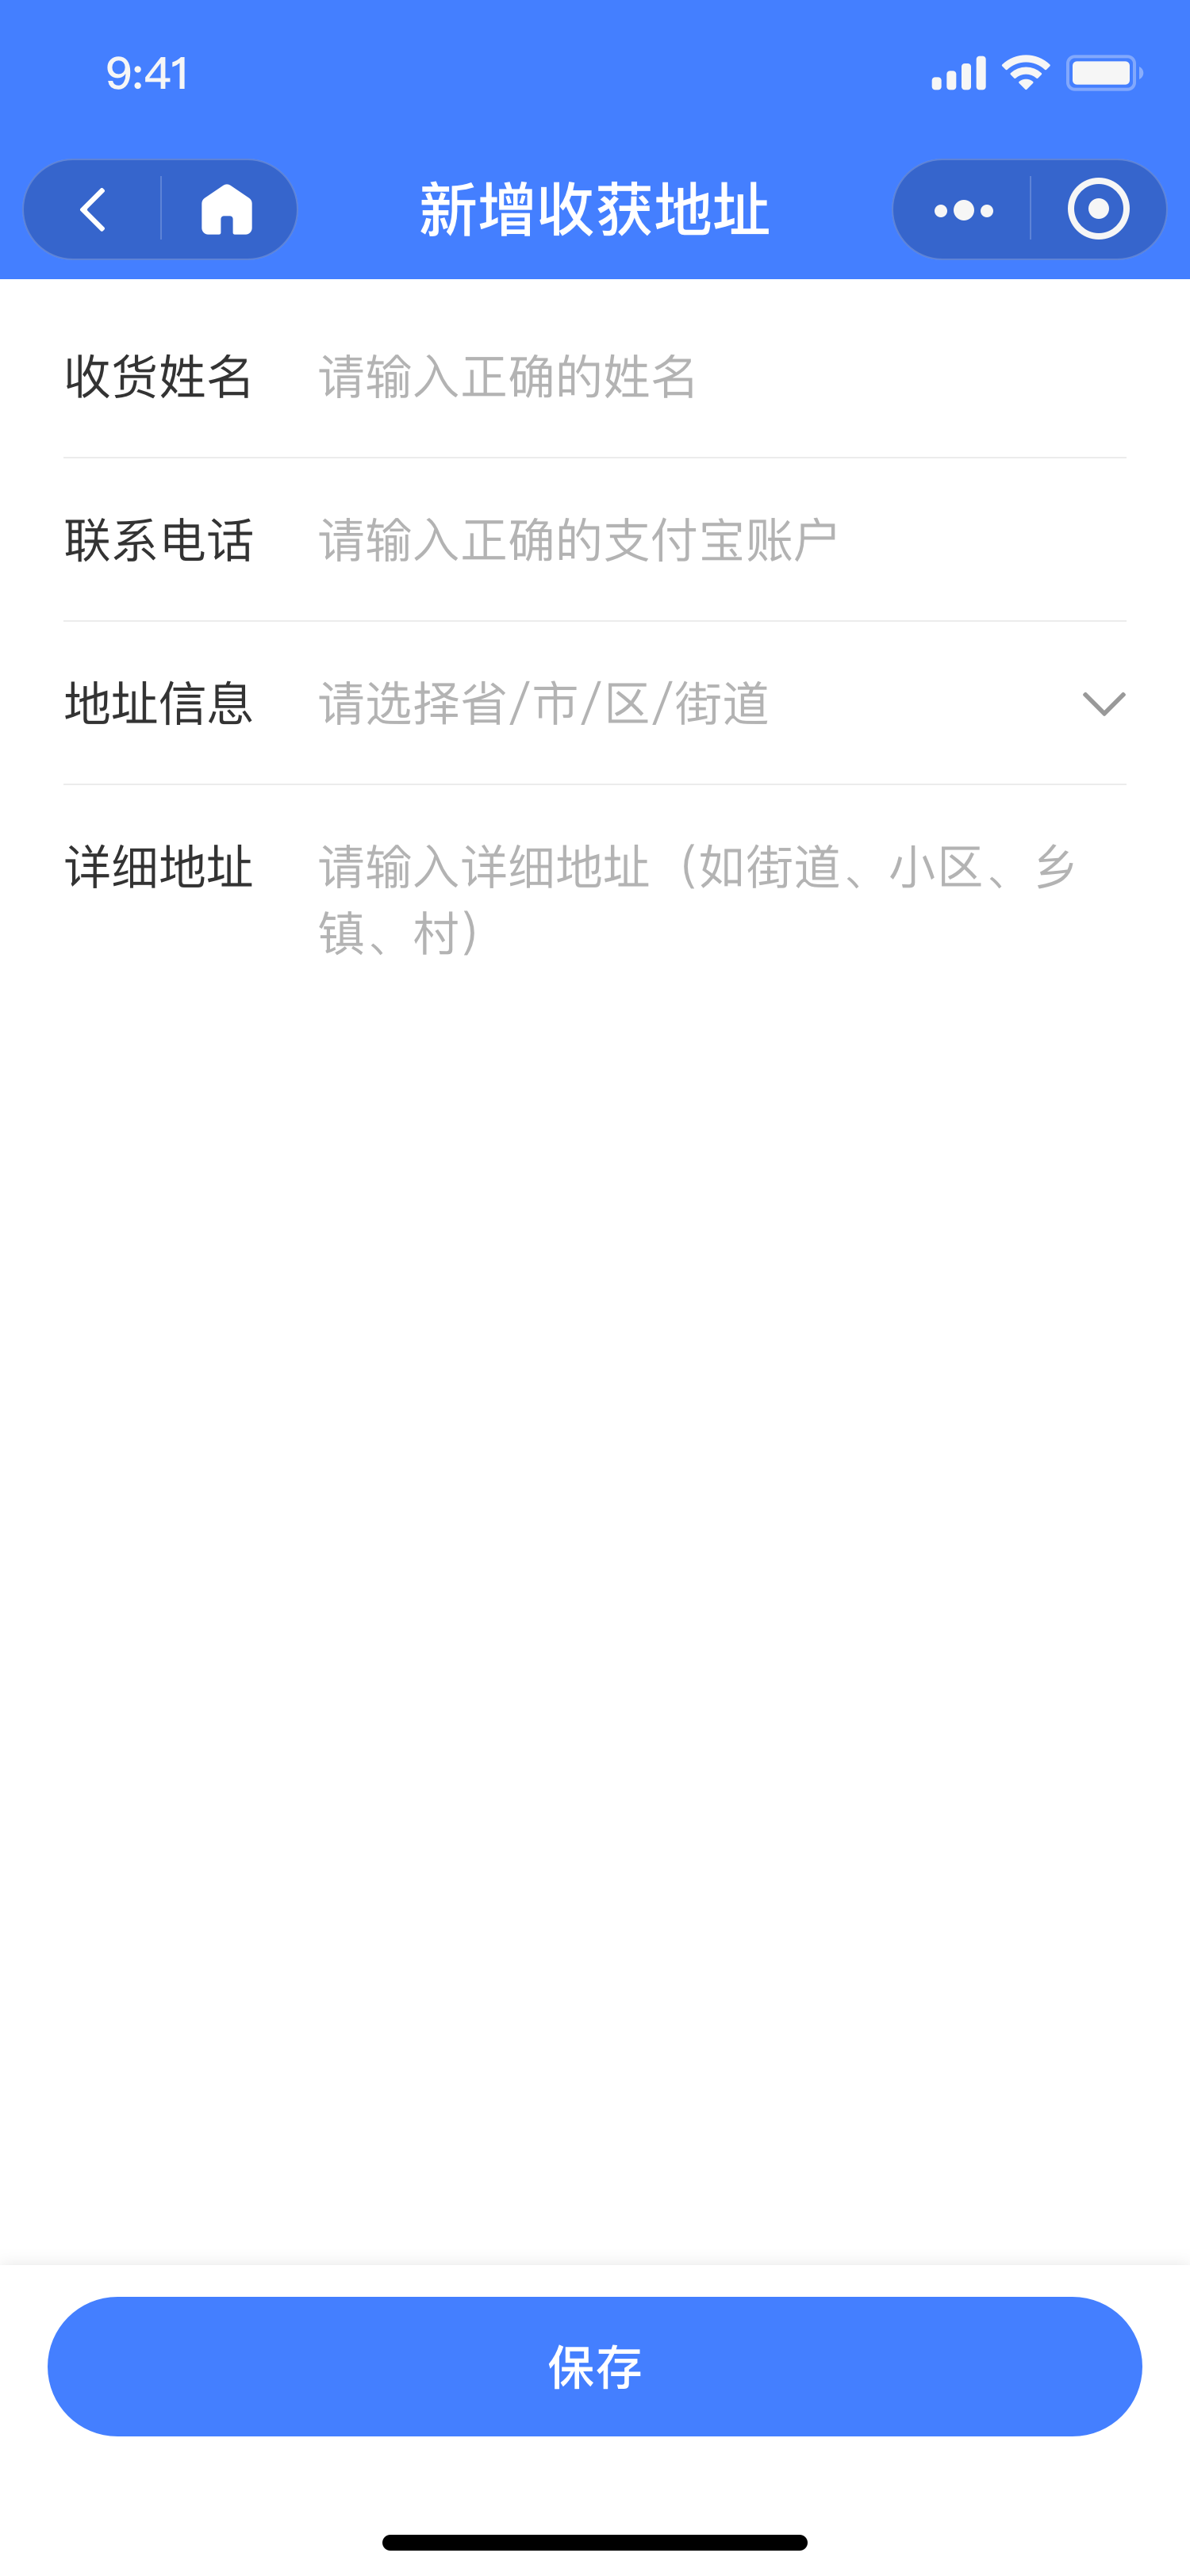 9:41
新增收获地址
收货姓名 请输入正确的姓名
联系电话 请输入正确的支付宝账户
地址信息 请选择省/市/区/街道
详细地址 请输入详细地址（如街道、小区、乡
镇、村）
保存